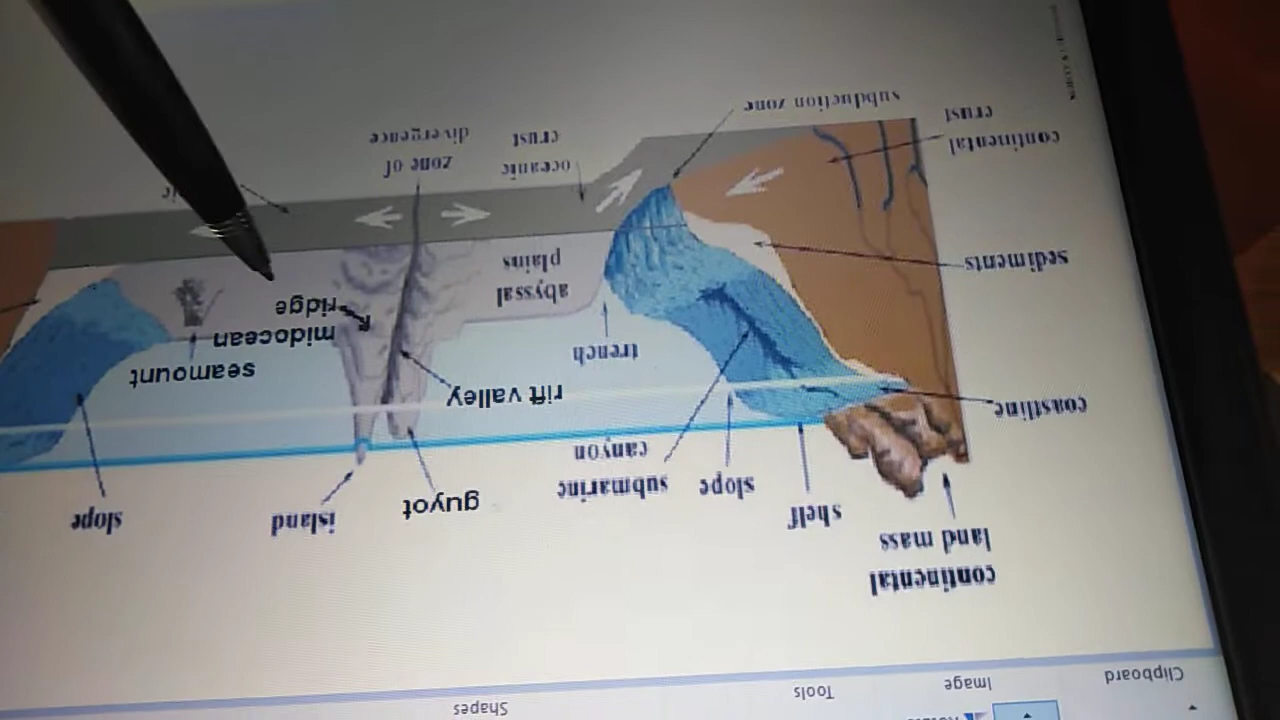 Clipboard
Image
Tools
Shapes
continental
land mass
shelf
slope
submarine
canyon
guyot
island
slope
coastline
rift valley
seamount
midocean
ridge
trench
abyssal
plains
sediments
continental
crust
subduction zone
oceanic
crust
zone of
divergence